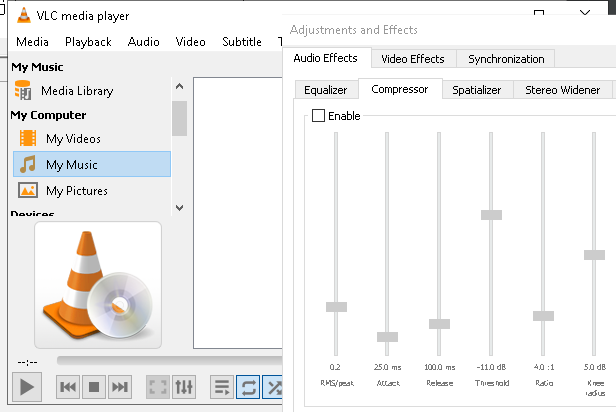 VLC media player
Media Playback Audio Video Subtitle T
My Music
Media Library
My Computer
My Videos
My Music
My Pictures
Devices
--:--
Adjustments and Effects
Audio Effects Video Effects Synchronization
Equalizer Compressor Spatializer Stereo Widener
Enable
0.2 25.0 ms 100.0 ms -11.0 dB 4.0 :1 5.0 dB
RMS/peak Attack Release Threshold Ratio Knee
radius